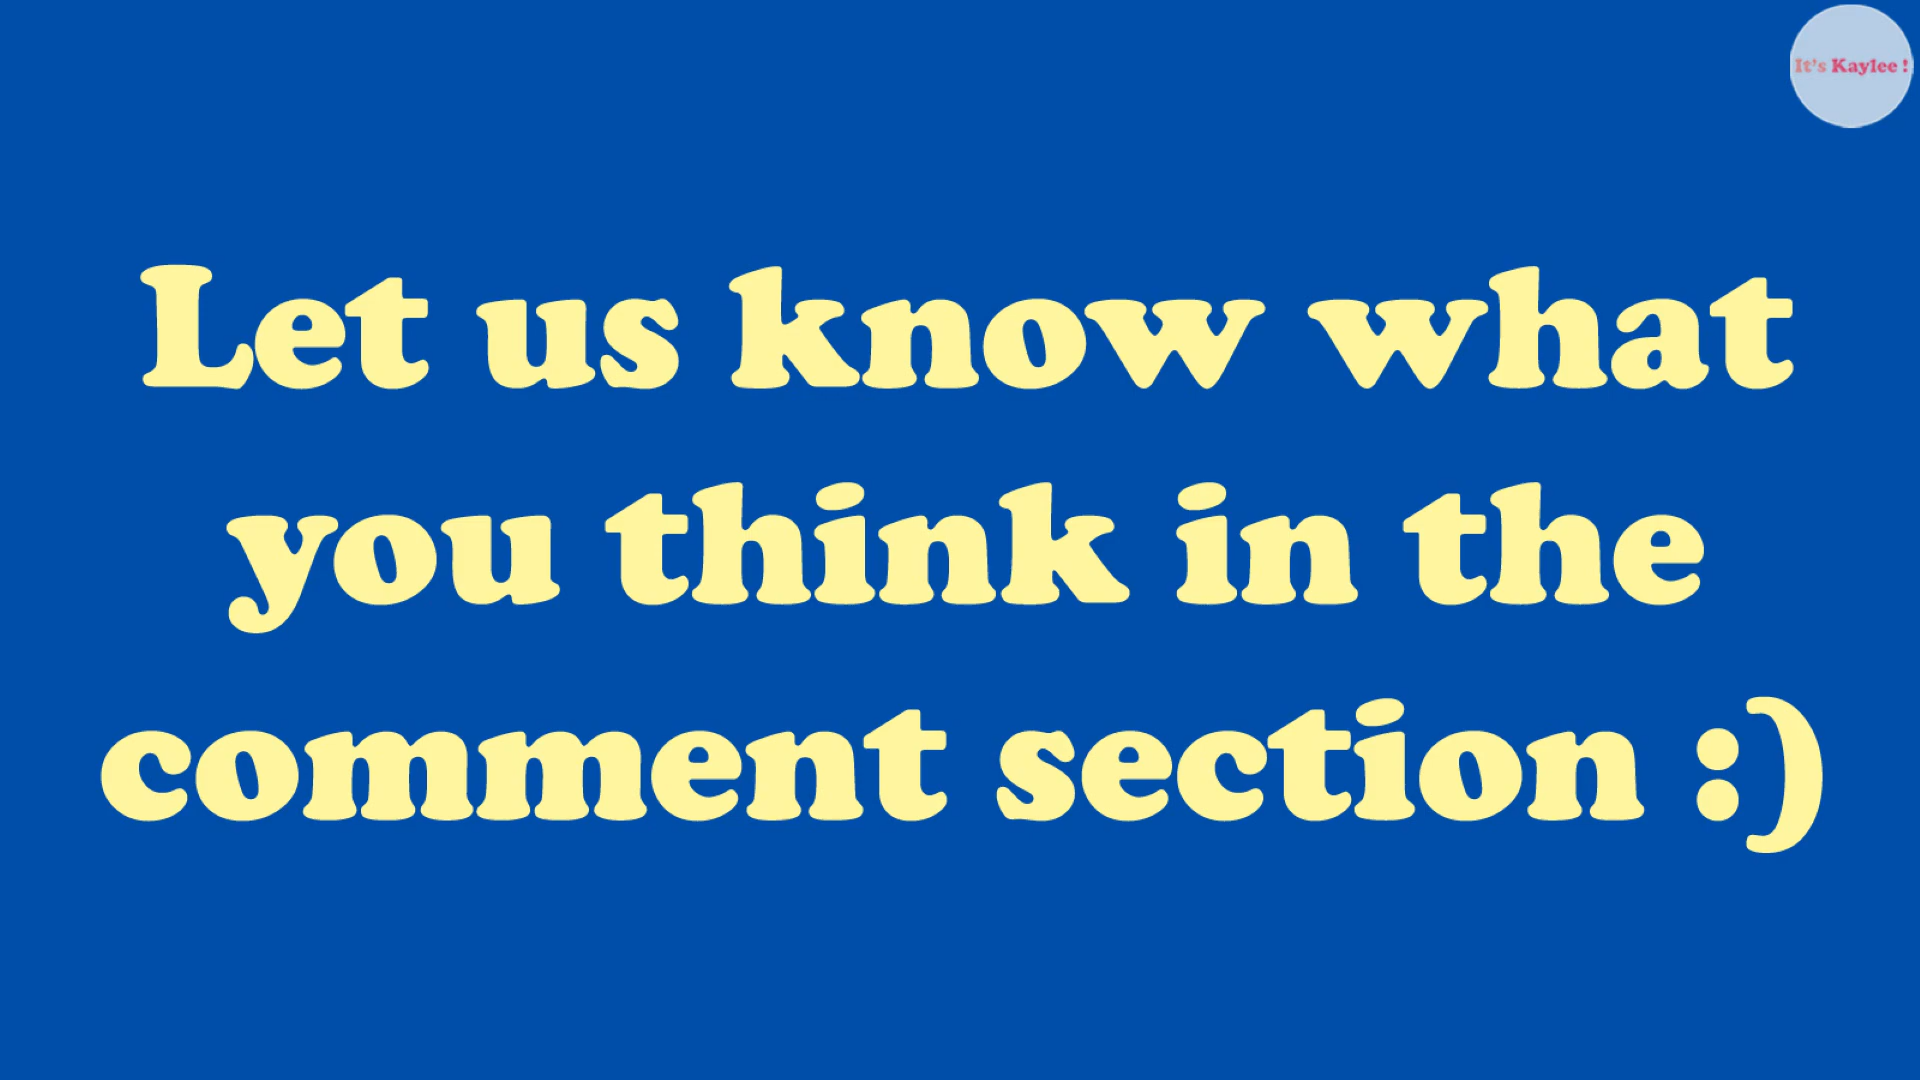 It's Kaylee !
Let us know what
you think in the
comment section :)